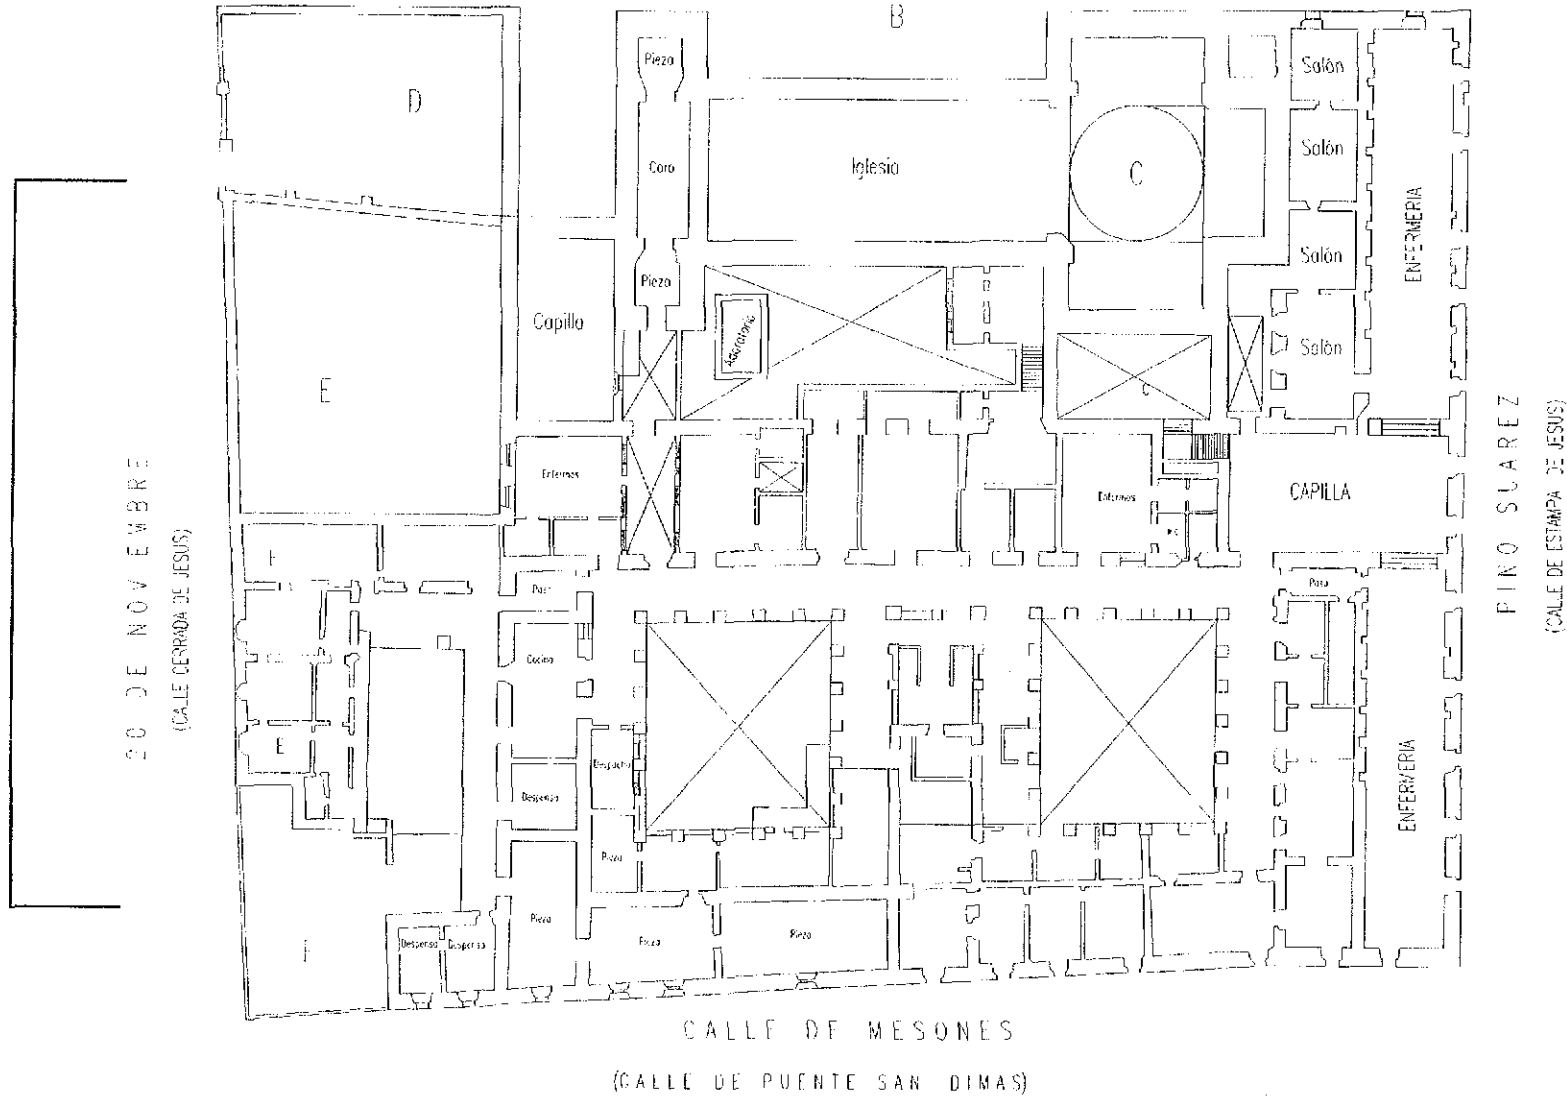 B
Pieza
Salón
D
Coro
Iglesia
C
Salón
ENFERMERIA
Pieza
Salón
Capilla
Salón
E
C
PINO SUAREZ
(CALLE DE ESTAMPA DE JESUS)
Enfermos
Enfermos
CAPILLA
20 DE NOVIEMBRE
(CALLE CERRADA DE JESUS)
Cocina
E
Despacho
Despensa
ENFERMERIA
Pieza
Pieza
Despensa
Despensa
Pieza
Pieza
CALLE DE MESONES
(CALLE DE PUENTE SAN DIMAS)